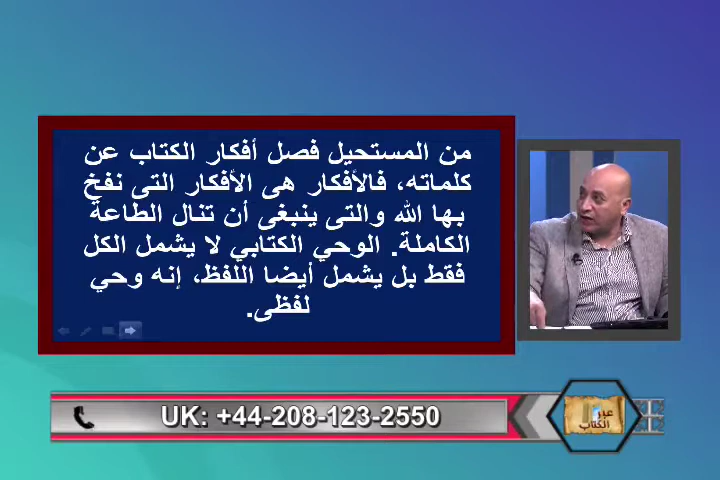 من المستحيل فصل أفكار الكتاب عن
كلماته، فالأفكار هى الأفكار التى نفخ
بها الله والتى ينبغى أن تنال الطاعة
الكاملة. الوحي الكتابي لا يشمل الكل
فقط بل يشمل أيضا اللفظ، إنه وحي
لفظى.
UK: +44-208-123-2550
عبر
الكتاب